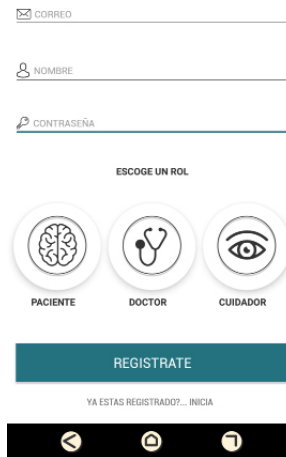 CORREO
NOMBRE
CONTRASEÑA
ESCOGE UN ROL
PACIENTE DOCTOR CUIDADOR
REGISTRATE
YA ESTAS REGISTRADO?... INICIA